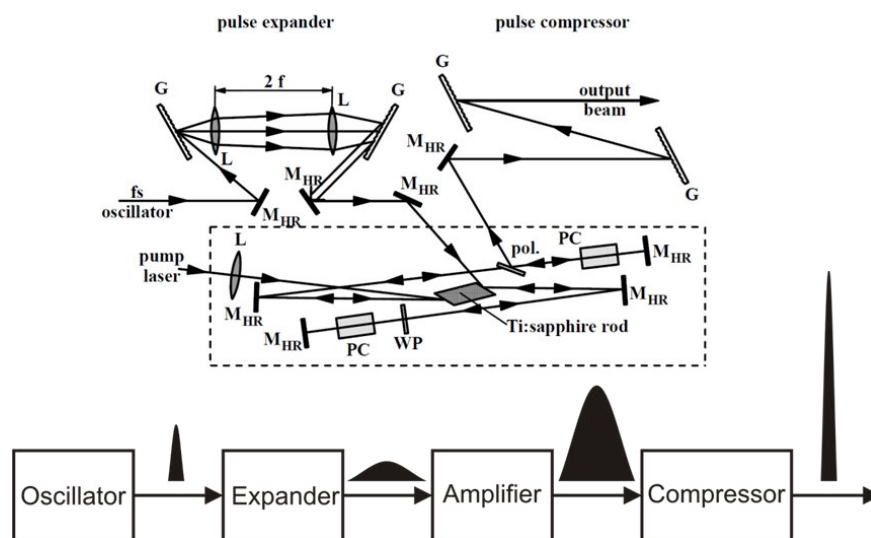 pulse expander
pulse compressor
G
2 f
L
G
G
output
beam
L
M_HR
M_HR
M_HR
fs
oscillator
M_HR
G
L
pol.
PC
M_HR
pump
laser
M_HR
M_HR
M_HR
PC
WP
Ti:sapphire rod
Oscillator
Expander
Amplifier
Compressor